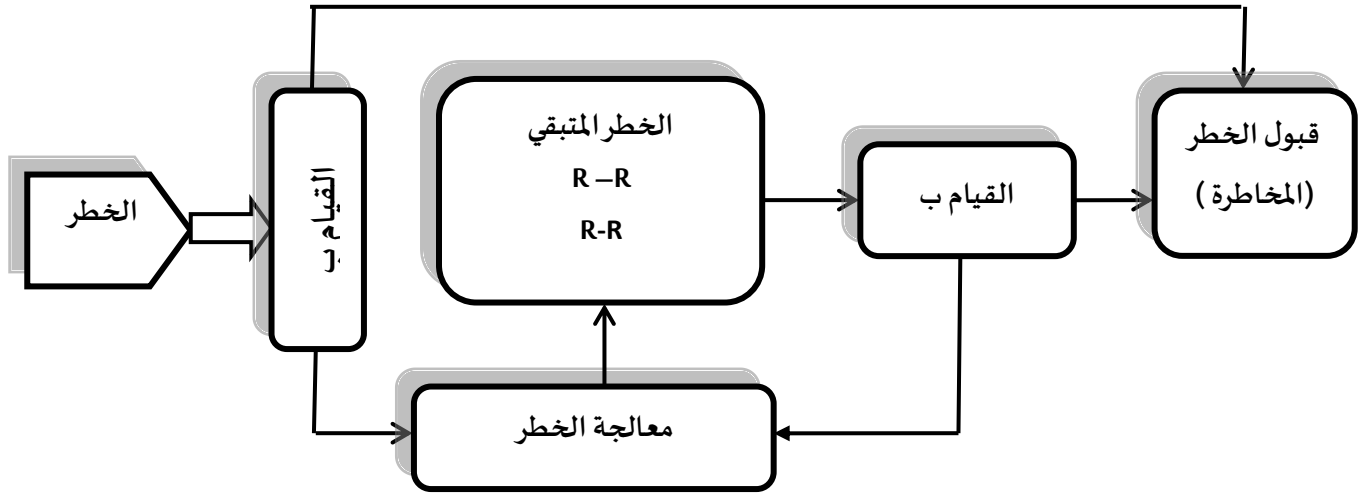 الخطر
القيام ب
الخطر المتبقي
R –R
R-R
القيام ب
قبول الخطر
(المخاطرة )
معالجة الخطر